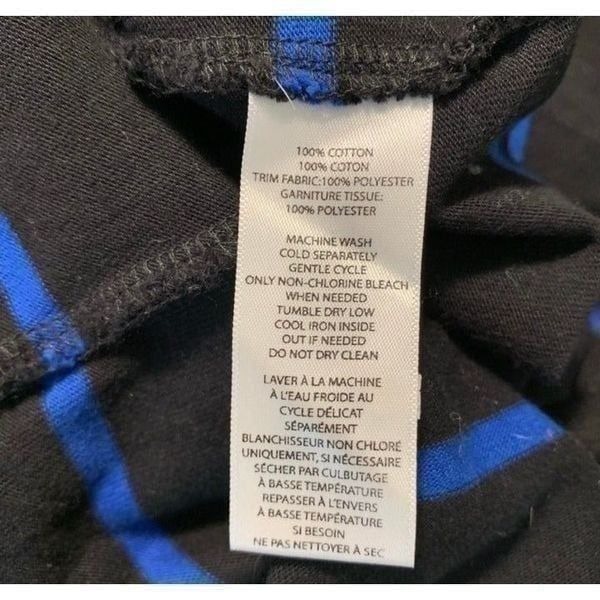 100% COTTON
100% COTON
TRIM FABRIC:100% POLYESTER
GARNITURE TISSUE:
100% POLYESTER
MACHINE WASH
COLD SEPARATELY
GENTLE CYCLE
ONLY NON-CHLORINE BLEACH
WHEN NEEDED
TUMBLE DRY LOW
COOL IRON INSIDE
OUT IF NEEDED
DO NOT DRY CLEAN
LAVER À LA MACHINE
À L'EAU FROIDE AU
CYCLE DÉLICAT
SÉPARÉMENT
BLANCHISSEUR NON CHLORÉ
UNIQUEMENT, SI NÉCESSAIRE
SÉCHER PAR CULBUTAGE
À BASSE TEMPÉRATURE
REPASSER À L'ENVERS
À BASSE TEMPÉRATURE
SI BESOIN
NE PAS NETTOYER À SEC